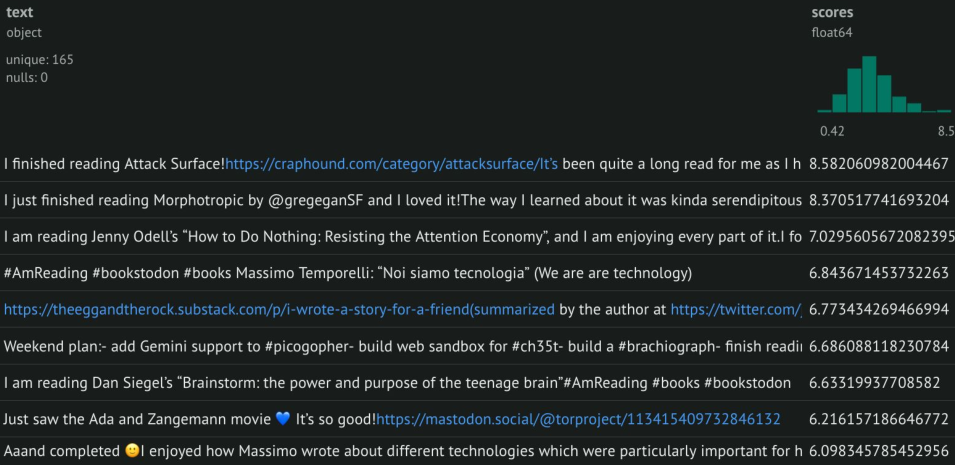 text scores
object float64
unique: 165
nulls: 0
0.42 8.5
I finished reading Attack Surface!https://craphound.com/category/attacksurface/It's been quite a long read for me as I h 8.582060982004467
I just finished reading Morphotropic by @gregeganSF and I loved it!The way I learned about it was kinda serendipitous 8.370517741693204
I am reading Jenny Odell's “How to Do Nothing: Resisting the Attention Economy”, and I am enjoying every part of it.I fo 7.0295605672082395
#AmReading #bookstodon #books Massimo Temporelli: “Noi siamo tecnologia” (We are are technology) 6.843671453732263
https://theeggandtherock.substack.com/p/i-wrote-a-story-for-a-friend(summarized by the author at https://twitter.com/ 6.773434269466994
Weekend plan:- add Gemini support to #picogopher- build web sandbox for #ch35t- build a #brachiograph- finish readi 6.686088118230784
I am reading Dan Siegel's “Brainstorm: the power and purpose of the teenage brain”#AmReading #books #bookstodon 6.63319937708582
Just saw the Ada and Zangemann movie 💙 It's so good!https://mastodon.social/@torproject/113415409732846132 6.216157186646772
Aaand completed 🙂I enjoyed how Massimo wrote about different technologies which were particularly important for h 6.098345785452956